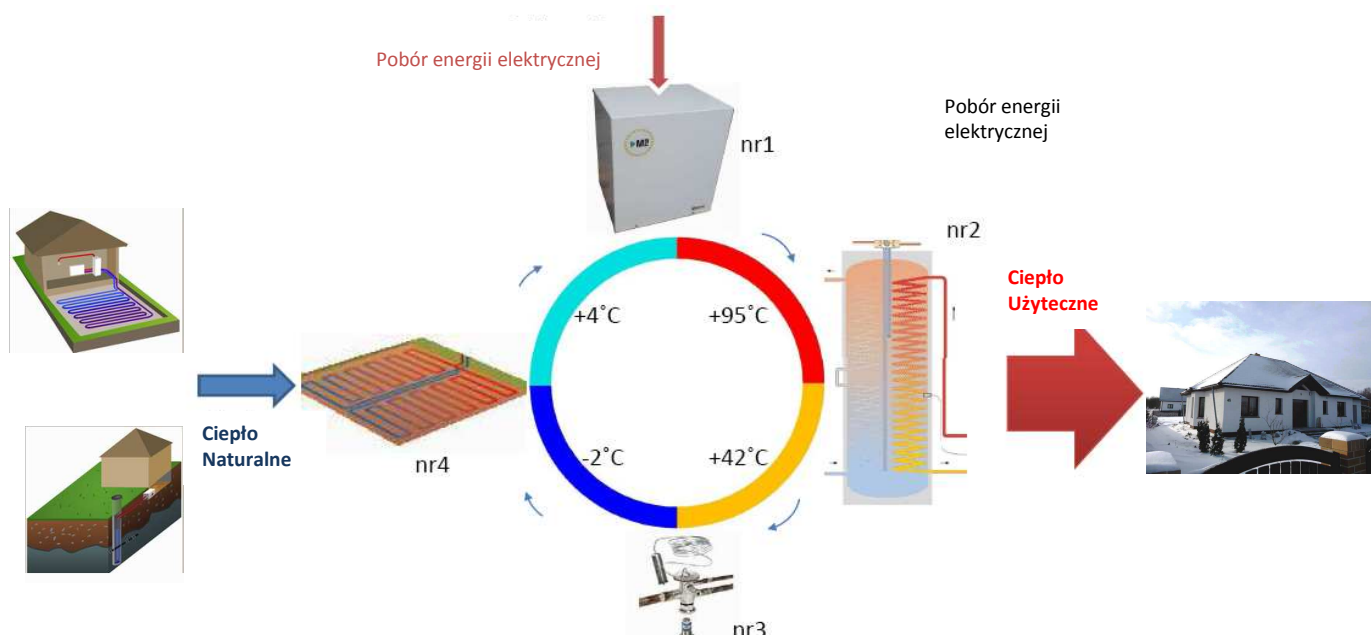 Pobór energii elektrycznej
Pobór energii
elektrycznej
nr1
nr2
Ciepło
Użyteczne
+4°C
+95°C
Ciepło
Naturalne
-2°C
+42°C
nr4
nr3